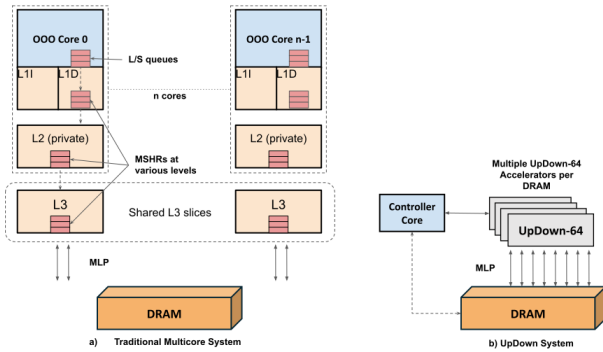 OOO Core 0
L/S queues
L1I
L1D
OOO Core n-1
L1I
L1D
n cores
L2 (private)
MSHRs at
various levels
L2 (private)
L3
Shared L3 slices
L3
MLP
DRAM
a) Traditional Multicore System
Multiple UpDown-64
Accelerators per
DRAM
Controller
Core
UpDown-64
MLP
DRAM
b) UpDown System